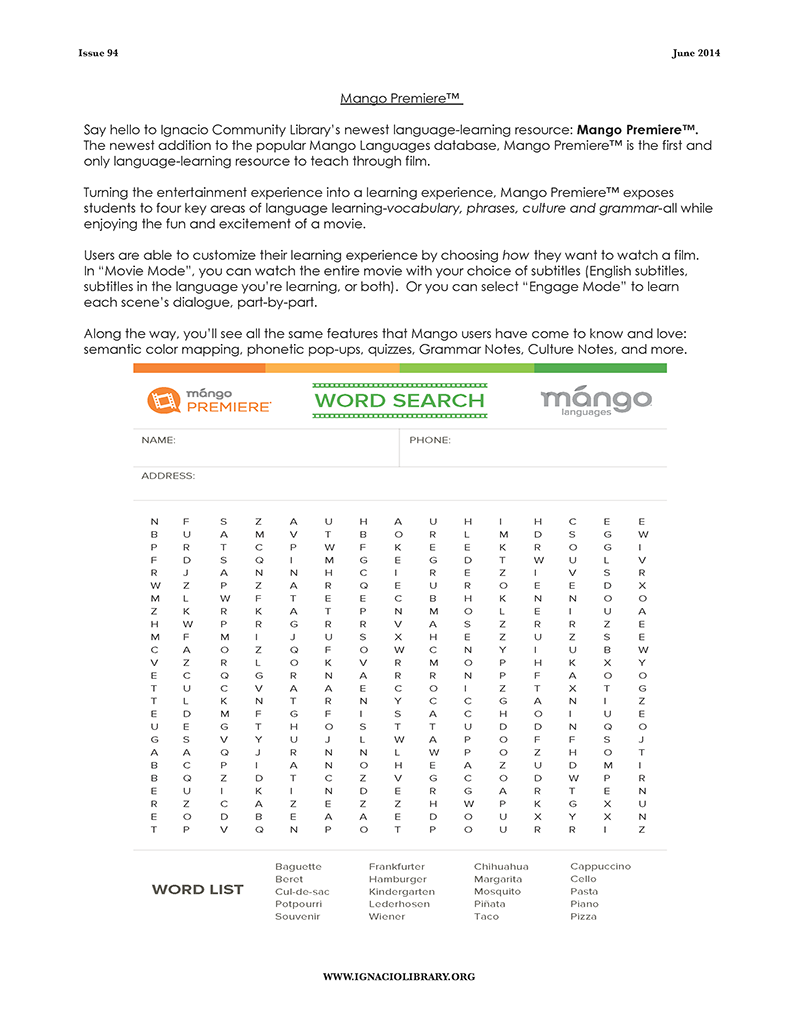 Issue 94
June 2014
Mango Premiere™
Say hello to Ignacio Community Library's newest language-learning resource: Mango Premiere™.
The newest addition to the popular Mango Languages database, Mango Premiere™ is the first and
only language-learning resource to teach through film.
Turning the entertainment experience into a learning experience, Mango Premiere™ exposes
students to four key areas of language learning-vocabulary, phrases, culture and grammar-all while
enjoying the fun and excitement of a movie.
Users are able to customize their learning experience by choosing how they want to watch a film.
In "Movie Mode", you can watch the entire movie with your choice of subtitles (English subtitles,
subtitles in the language you're learning, or both). Or you can select "Engage Mode" to learn
each scene's dialogue, part-by-part.
Along the way, you'll see all the same features that Mango users have come to know and love:
semantic color mapping, phonetic pop-ups, quizzes, Grammar Notes, Culture Notes, and more.
mángo
PREMIERE
WORD SEARCH
mango
languages
NAME:
PHONE:
ADDRESS:
N F S Z A U H A U H I H C E E
B U A M V T B O R L M D S G W
P R T C P W F K E E K R O G I
F D S Q I M G E G D T W U L V
R J A N N H C I R E Z I V S R
W Z P Z A R Q E U R O E E D X
M L W F T E E C B H K N N O O
Z K R K A T P N M O L E I U A
H W P R G R R V A S Z R R Z E
M F M I J U S X H E Z U Z S E
C A O Z Q F O W C N Y I U B W
V Z R L O K V R M O P H K X Y
E C Q G R N A R R N P F A O O
T U C V A A E C O I Z T X T G
T L K N T R N Y C C G A N I Z
E D M F G F I S A C H O I U E
U E G T H O S T T U D D N Q O
G S V Y U J L W A P O F F S J
A A Q J R N N L W P O Z H O T
B C P I A N O H E A Z U D M I
B Q Z D T C Z V G C O D W P R
E U I K I N D E R G A R T E N
R Z C A Z E Z Z H W P K G X U
E O D B E A A E D O U X Y X N
T P V Q N P O T P O U R R I Z
WORD LIST
Baguette Frankfurter Chihuahua Cappuccino
Beret Hamburger Margarita Cello
Cul-de-sac Kindergarten Mosquito Pasta
Potpourri Lederhosen Piñata Piano
Souvenir Wiener Taco Pizza
WWW.IGNACIOLIBRARY.ORG